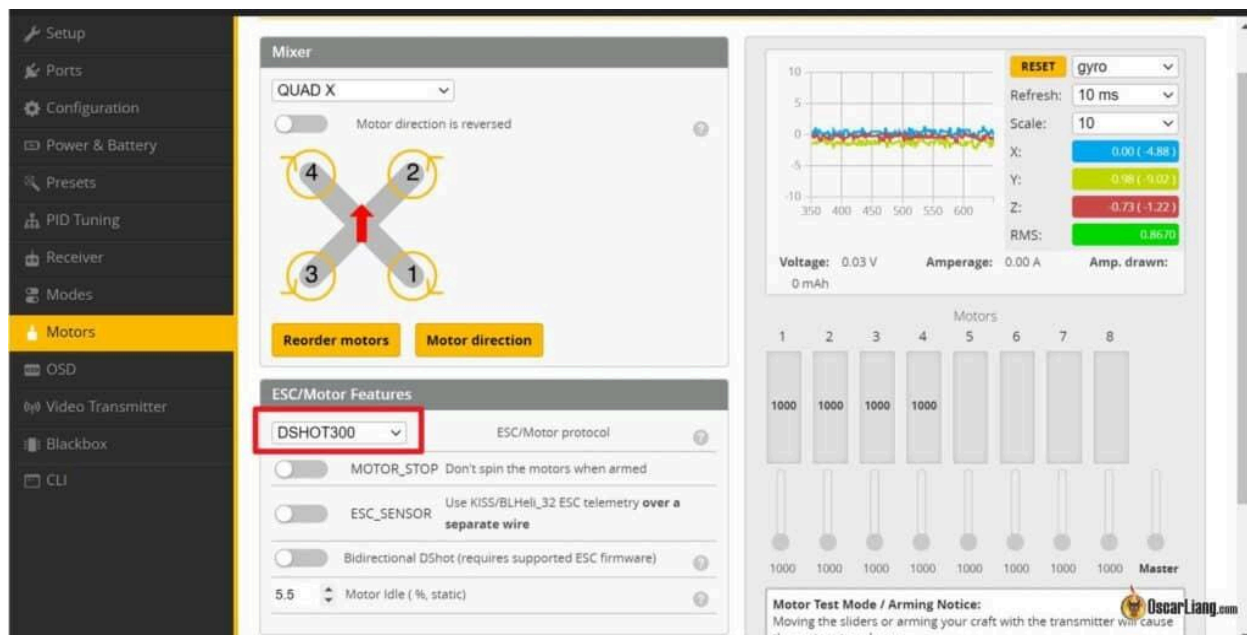 Setup
Ports
Configuration
Power & Battery
Presets
PID Tuning
Receiver
Modes
Motors
OSD
Video Transmitter
Blackbox
CLI
Mixer
QUAD X
Motor direction is reversed
4
2
3
1
Reorder motors
Motor direction
ESC/Motor Features
DSHOT300
ESC/Motor protocol
MOTOR_STOP Don't spin the motors when armed
ESC_SENSOR
Use KISS/BLHeli_32 ESC telemetry over a
separate wire
Bidirectional DShot (requires supported ESC firmware)
5.5
Motor Idle ( %, static)
10
5
0
-5
-10
350 400 450 500 550 600
RESET
gyro
Refresh: 10 ms
Scale: 10
X: 0.00 ( -4.88 )
Y: -0.98 ( -9.02 )
Z: -0.73 ( -1.22 )
RMS: 0.8670
Voltage: 0.03 V Amperage: 0.00 A Amp. drawn:
0 mAh
Motors
1 2 3 4 5 6 7 8
1000 1000 1000 1000
1000 1000 1000 1000 1000 1000 1000 1000 Master
Motor Test Mode / Arming Notice:
Moving the sliders or arming your craft with the transmitter will cause
OscarLiang.com